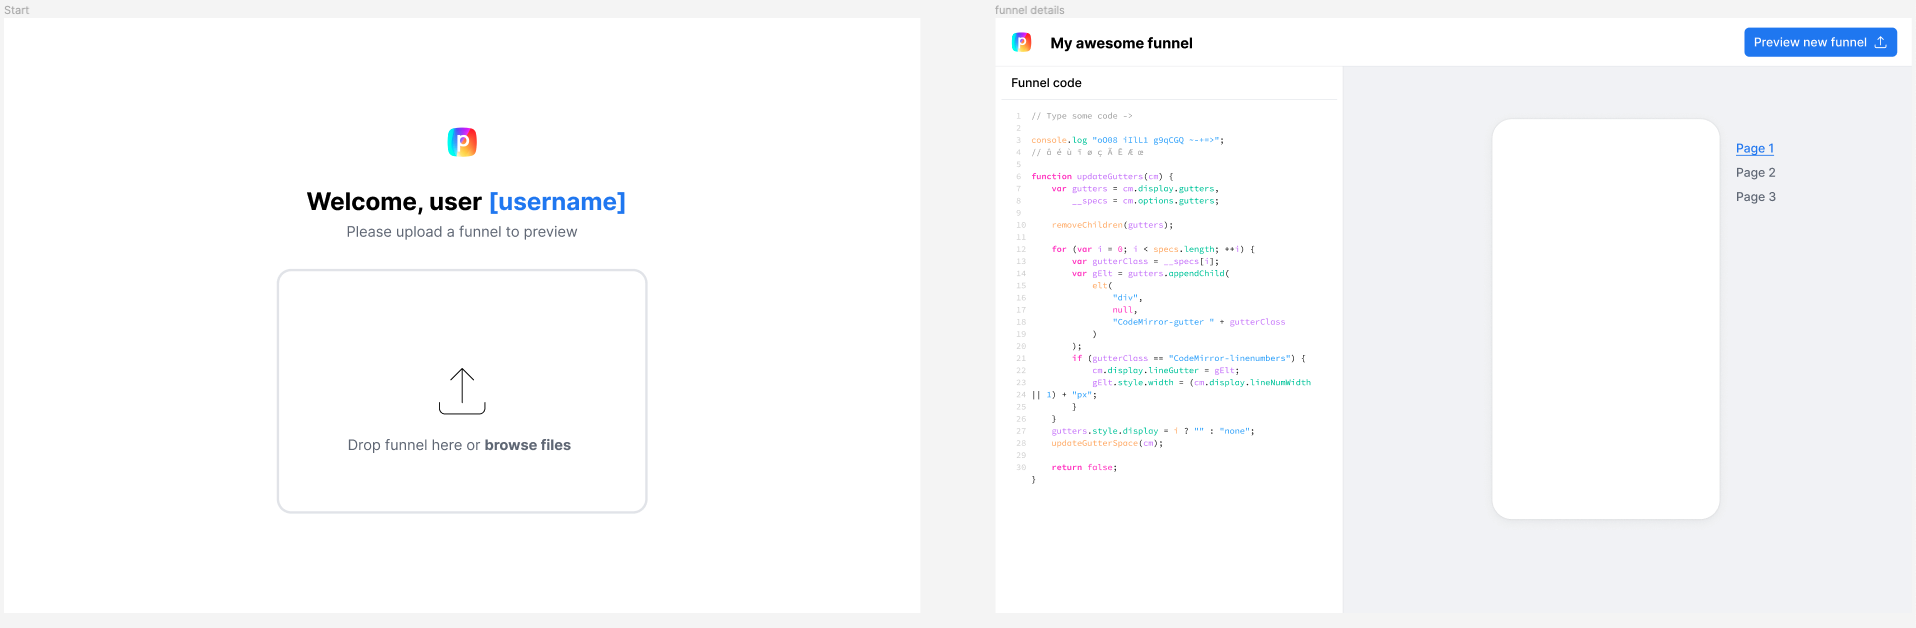 Start
Welcome, user [username]
Please upload a funnel to preview
Drop funnel here or browse files
funnel details
My awesome funnel
Preview new funnel
Funnel code
1 // Type some code ->
2
3 console.log "oO08 iIlL1 g9qCGQ ~-+=>";
4 // â é ù ï ø ç Ã Ē Æ œ
5
6 function updateGutters(cm) {
7 var gutters = cm.display.gutters,
8 __specs = cm.options.gutters;
9
10 removeChildren(gutters);
11
12 for (var i = 0; i < specs.length; ++i) {
13 var gutterClass = __specs[i];
14 var gElt = gutters.appendChild(
15 elt(
16 "div",
17 null,
18 "CodeMirror-gutter " + gutterClass
19 )
20 );
21 if (gutterClass == "CodeMirror-linenumbers") {
22 cm.display.lineGutter = gElt;
23 gElt.style.width = (cm.display.lineNumWidth
24 || 1) + "px";
25 }
26 }
27 gutters.style.display = i ? "" : "none";
28 updateGutterSpace(cm);
29
30 return false;
}
Page 1
Page 2
Page 3